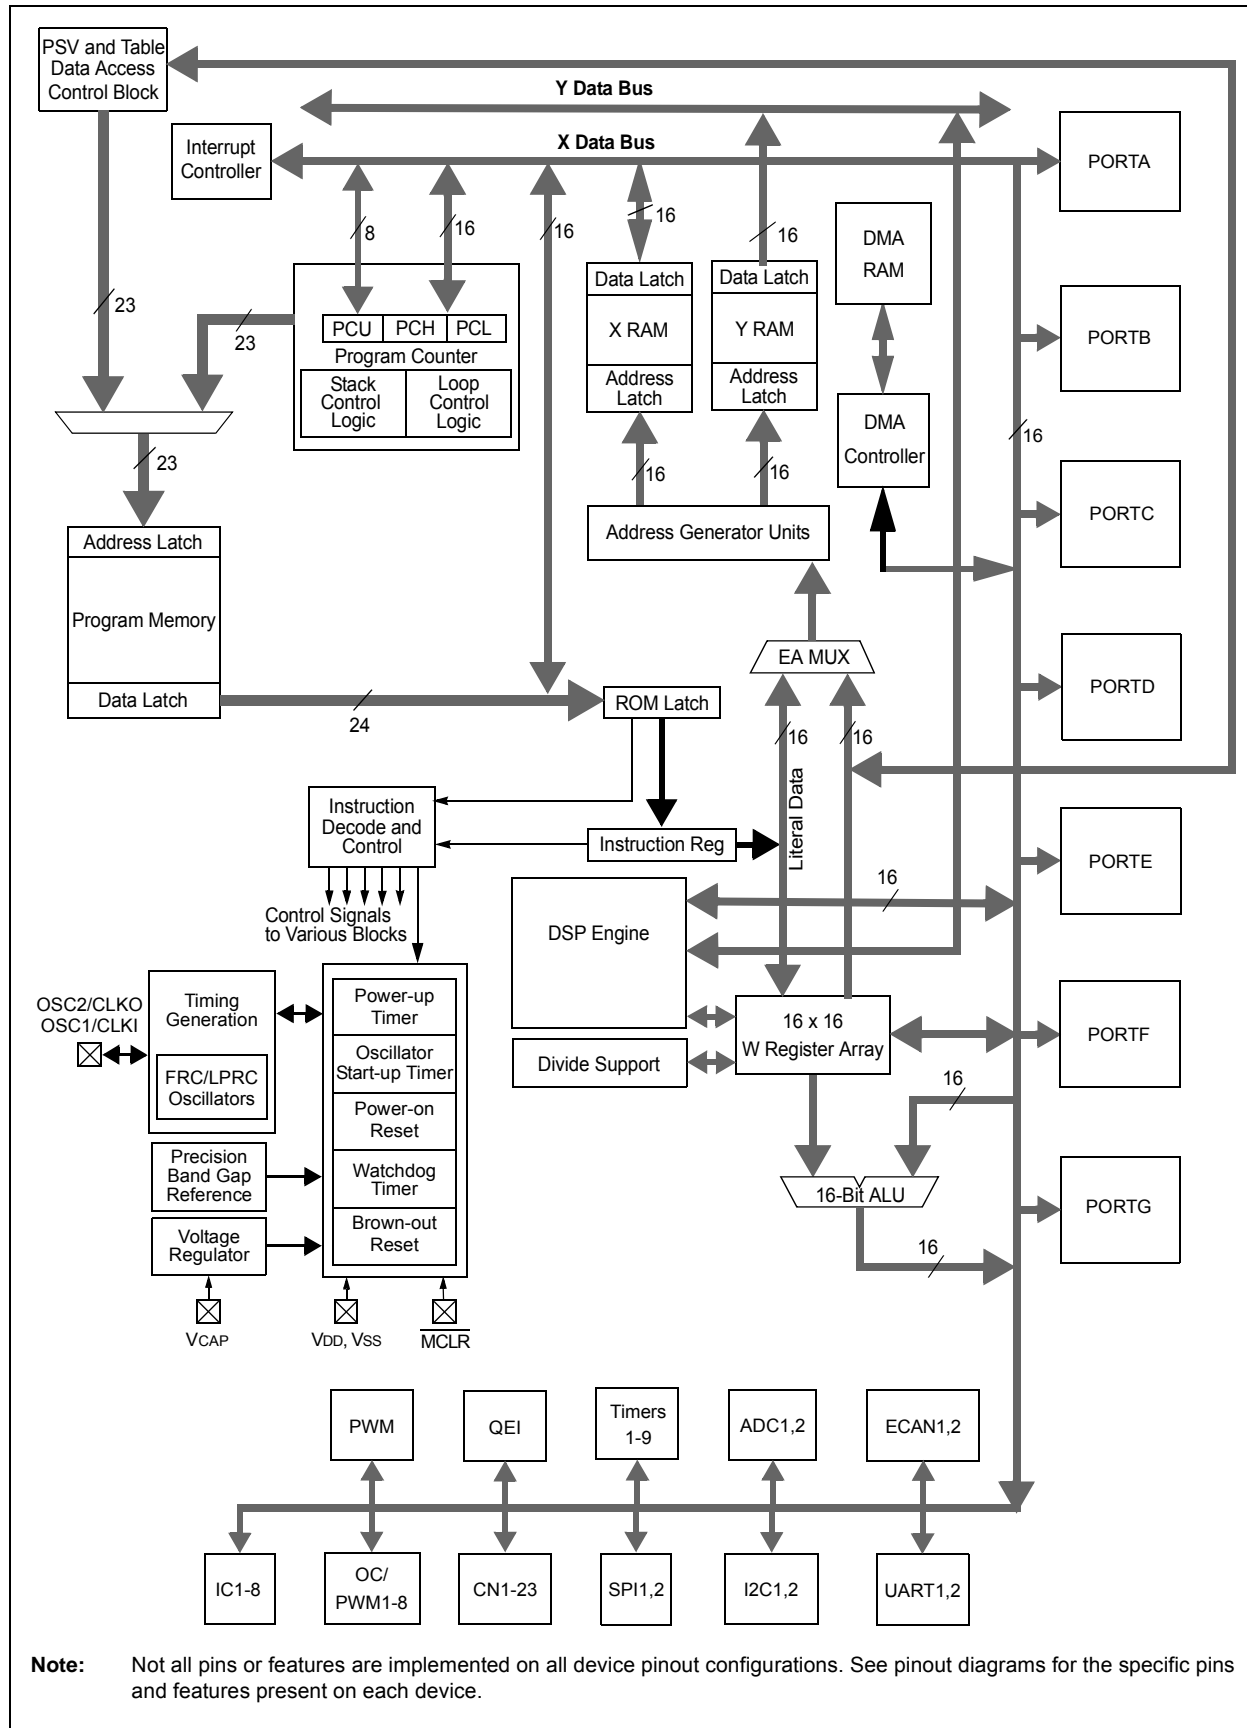 PSV and Table
Data Access
Control Block
Y Data Bus
X Data Bus
Interrupt
Controller
PORTA
8
16
16
16
16
DMA
RAM
23
23
Data Latch
X RAM
Address
Latch
Data Latch
Y RAM
Address
Latch
PCU PCH PCL
Program Counter
Stack
Control
Logic
Loop
Control
Logic
PORTB
DMA
Controller
16
23
16
16
Address Generator Units
PORTC
Address Latch
Program Memory
Data Latch
24
ROM Latch
EA MUX
PORTD
16
16
Literal Data
Instruction
Decode and
Control
Instruction Reg
Control Signals
to Various Blocks
PORTE
16
DSP Engine
Divide Support
16 x 16
W Register Array
PORTF
OSC2/CLKO
OSC1/CLKI
Timing
Generation
FRC/LPRC
Oscillators
Power-up
Timer
Oscillator
Start-up Timer
Power-on
Reset
Watchdog
Timer
Brown-out
Reset
Precision
Band Gap
Reference
Voltage
Regulator
16
16-Bit ALU
16
PORTG
VCAP
VDD, VSS
MCLR
PWM
QEI
Timers
1-9
ADC1,2
ECAN1,2
IC1-8
OC/
PWM1-8
CN1-23
SPI1,2
I2C1,2
UART1,2
Note: Not all pins or features are implemented on all device pinout configurations. See pinout diagrams for the specific pins
and features present on each device.